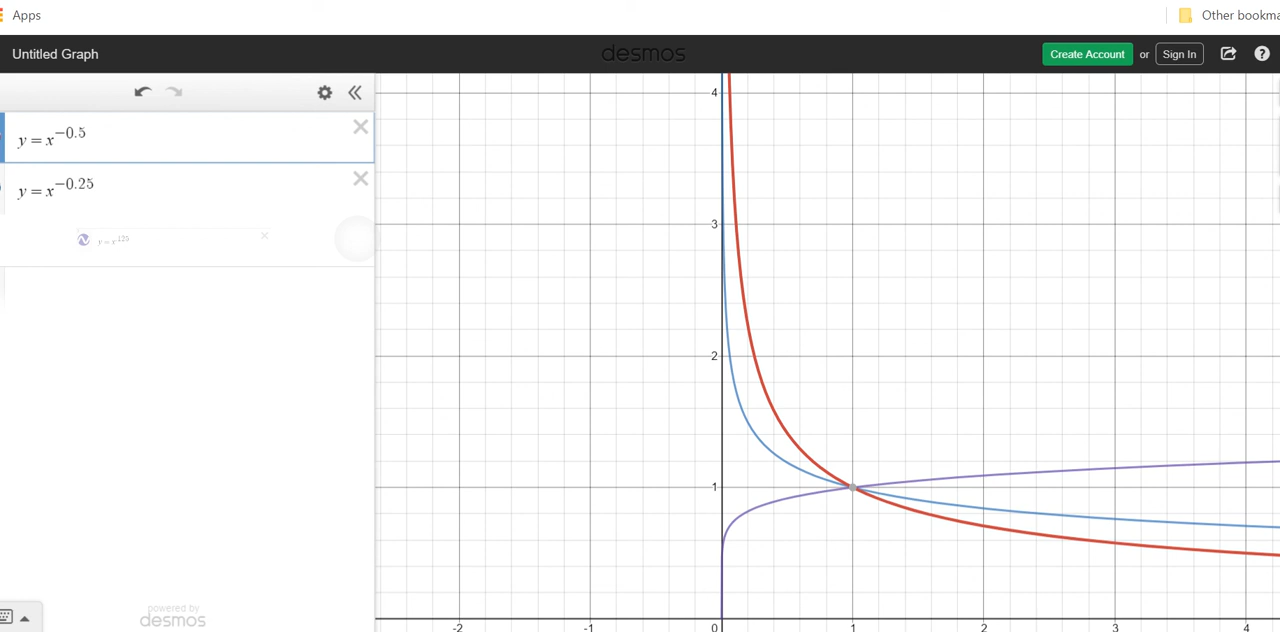 Apps
Other bookma
Untitled Graph
desmos
Create Account or Sign In
y = x^-0.5
y = x^-0.25
4
3
2
1
-2 -1 0 1 2 3 4
powered by
desmos